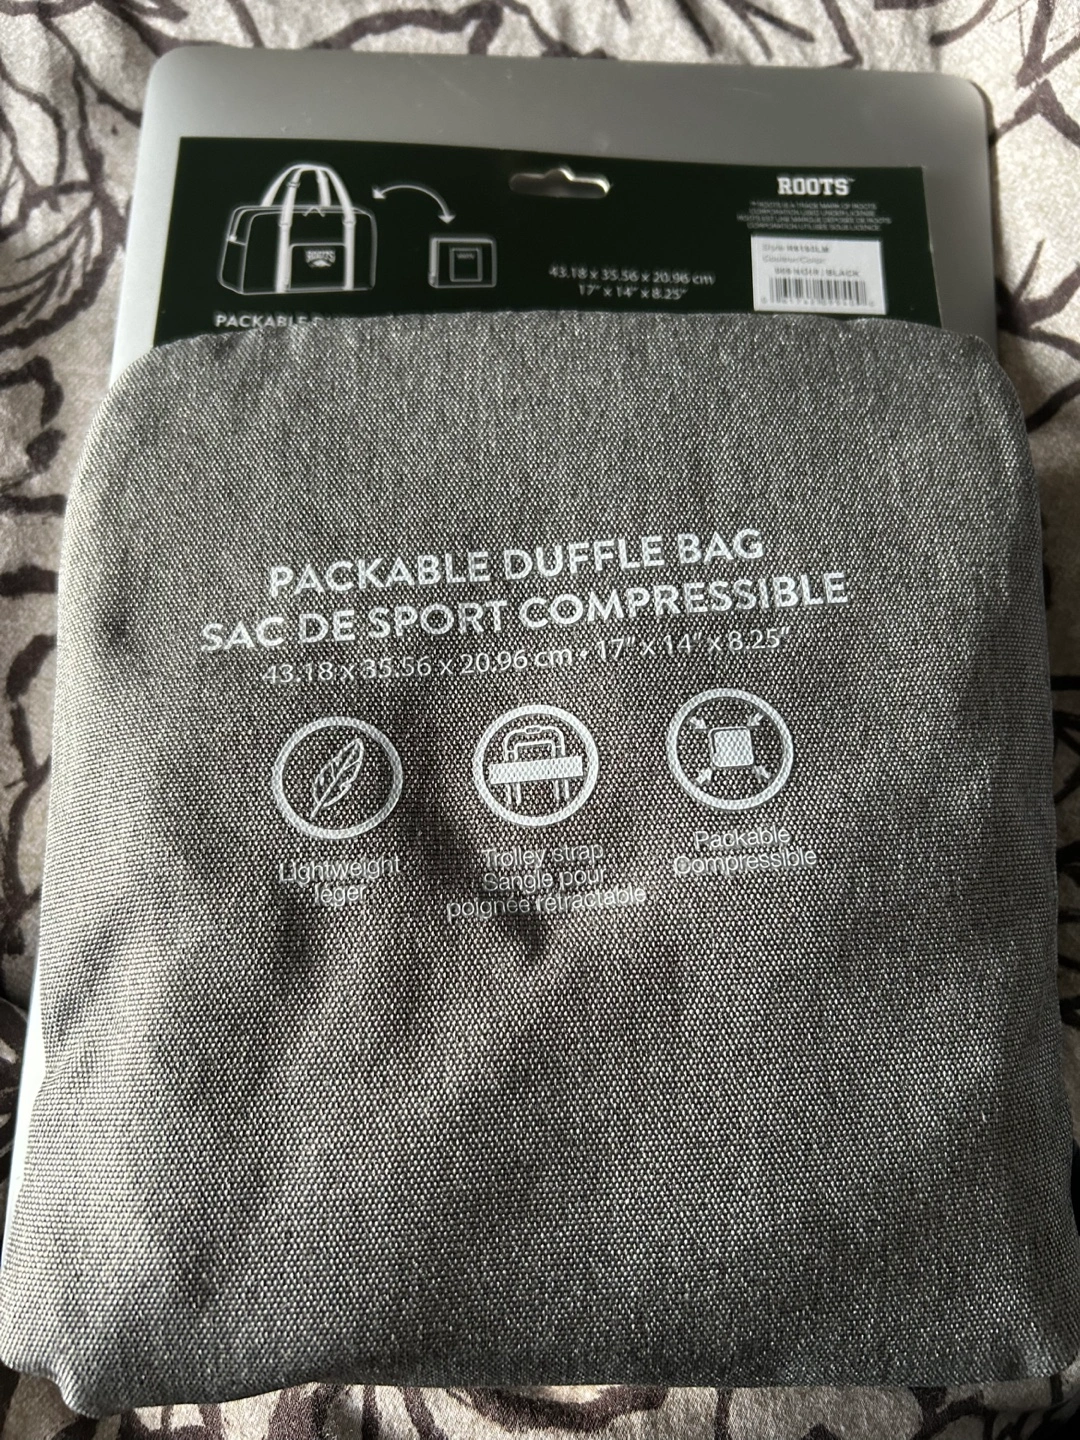 ROOTS
ROOTS
43.18 x 35.56 x 20.96 cm
17" x 14" x 8.25"
PACKABLE
PACKABLE DUFFLE BAG
SAC DE SPORT COMPRESSIBLE
43.18 x 35.56 x 20.96 cm • 17" x 14" x 8.25"
Lightweight
léger
Trolley strap
Sangle pour
poignée rétractable
Packable
Compressible